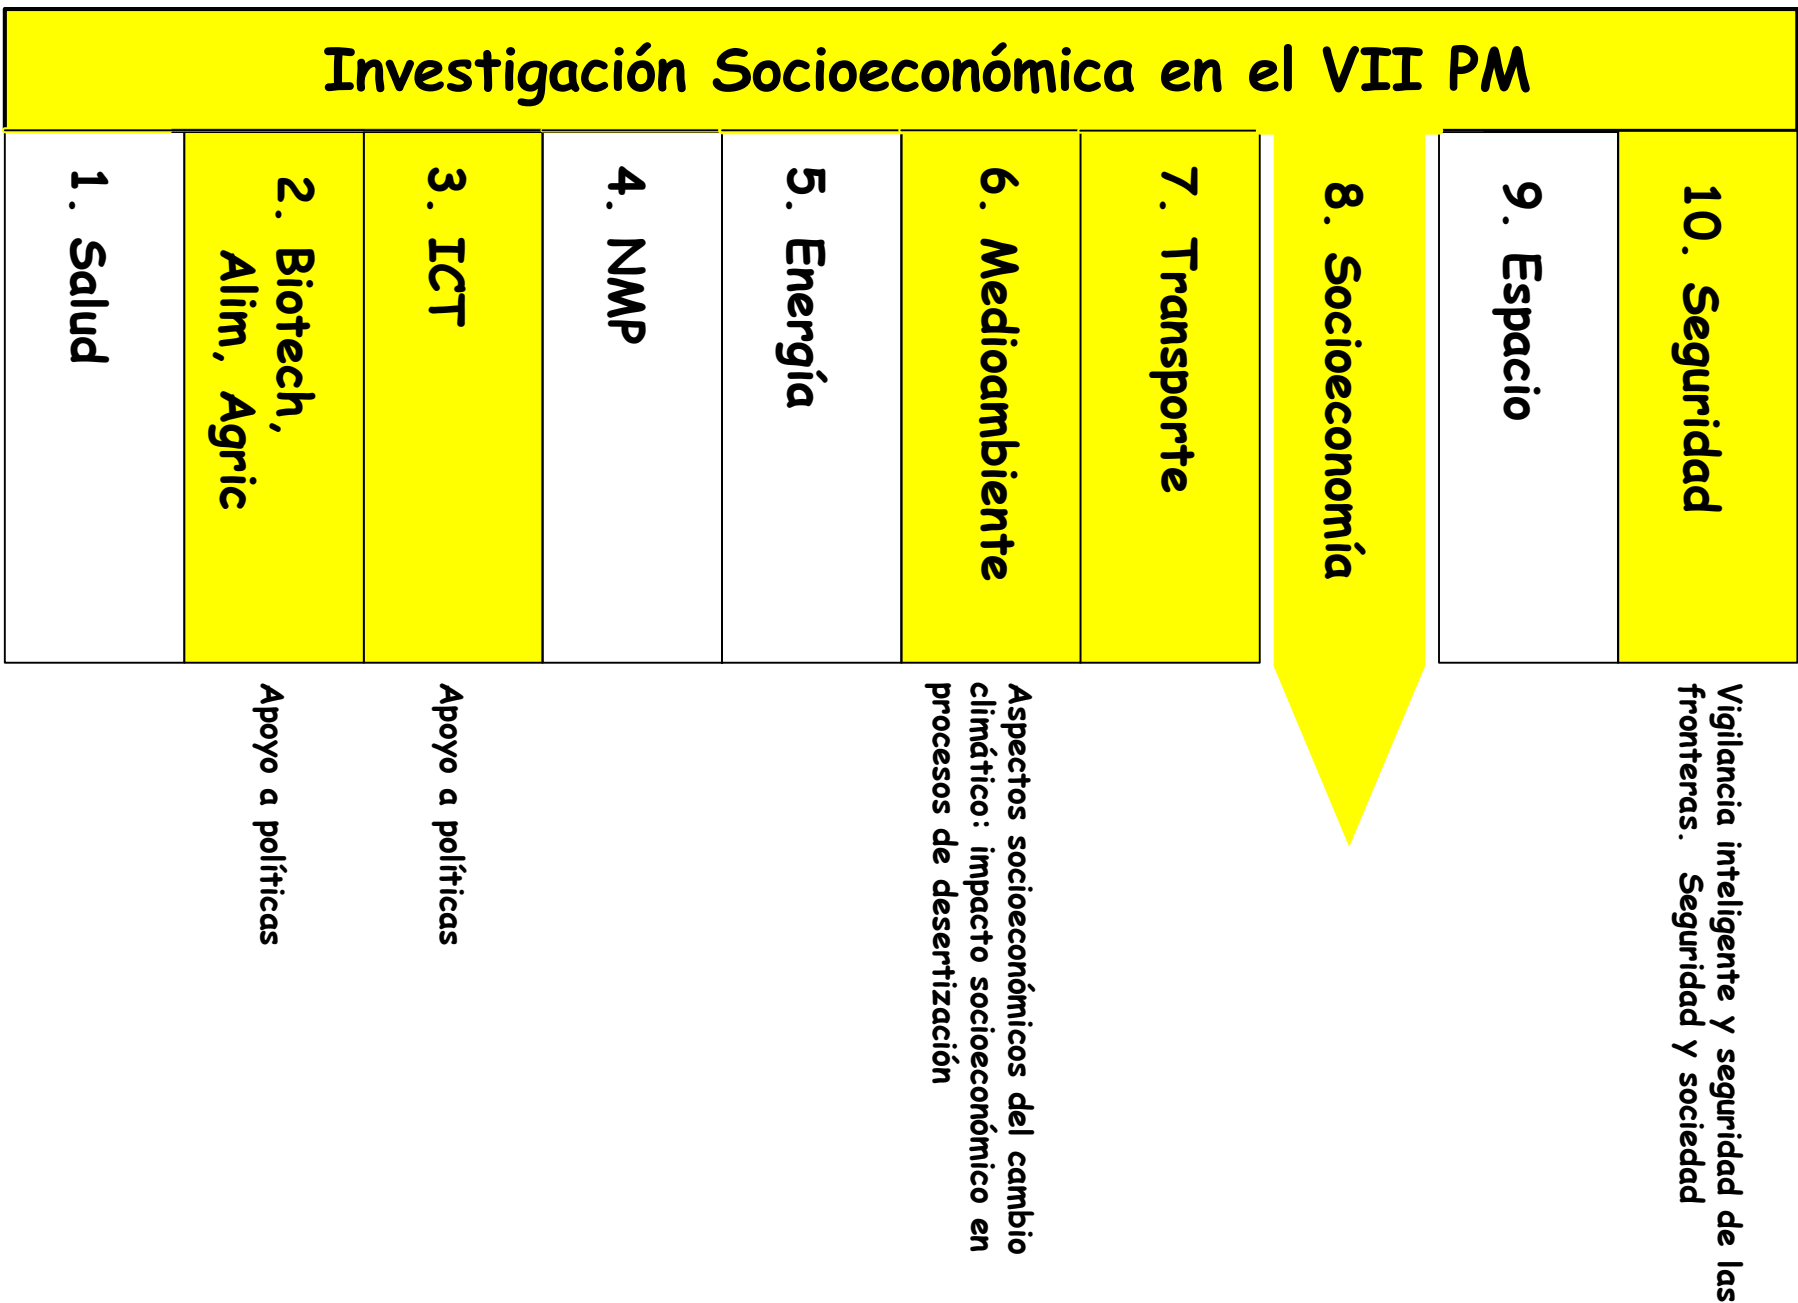 Investigación Socioeconómica en el VII PM
1. Salud
2. Biotech,
Alim, Agric
3. ICT
4. NMP
5. Energía
6. Medioambiente
7. Transporte
8. Socioeconomía
9. Espacio
10. Seguridad
Apoyo a políticas
Apoyo a políticas
Aspectos socioeconómicos del cambio
climático: impacto socioeconómico en
procesos de desertización
Vigilancia inteligente y seguridad de las
fronteras. Seguridad y sociedad